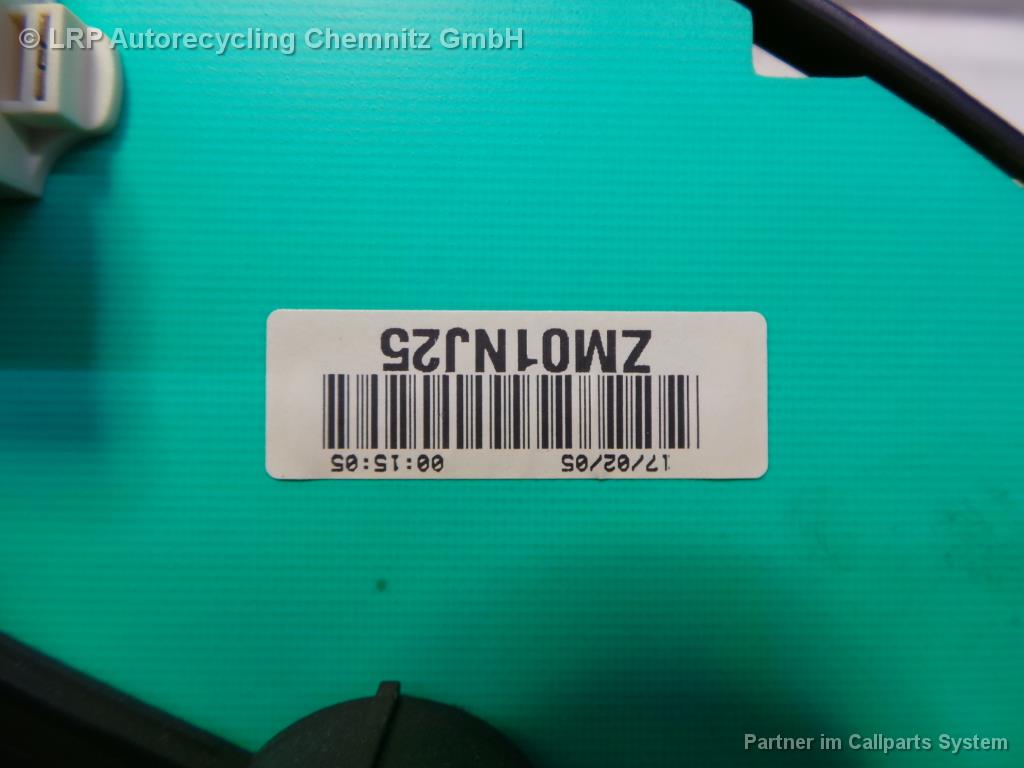 © LRP Autorecycling Chemnitz GmbH
17/02/05 00:15:05
ZM01NJ25
Partner im Callparts System